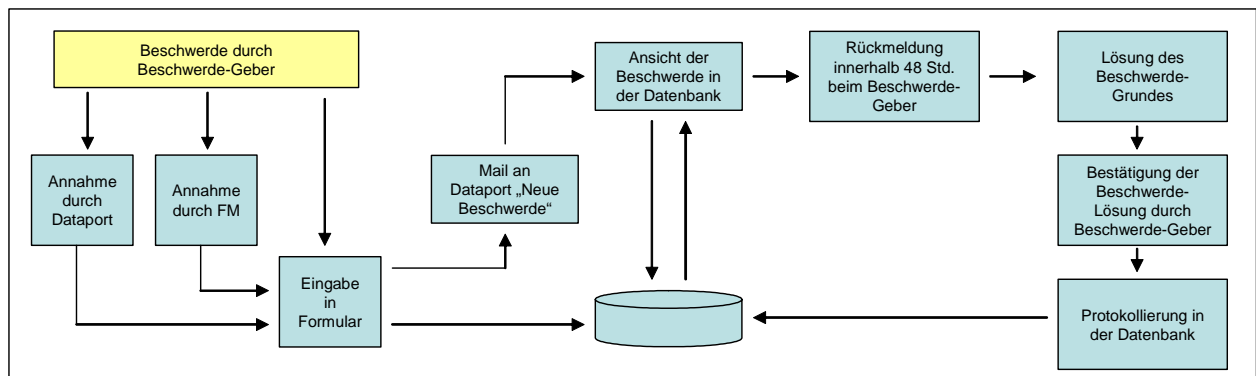 Beschwerde durch
Beschwerde-Geber
Annahme
durch
Dataport
Annahme
durch FM
Eingabe
in
Formular
Mail an
Dataport „Neue
Beschwerde“
Ansicht der
Beschwerde in
der Datenbank
Rückmeldung
innerhalb 48 Std.
beim Beschwerde-
Geber
Lösung des
Beschwerde-
Grundes
Bestätigung der
Beschwerde-
Lösung durch
Beschwerde-Geber
Protokollierung in
der Datenbank